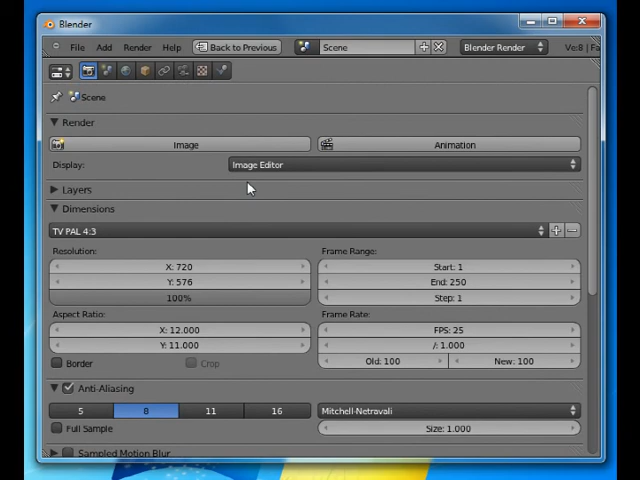 Blender
File Add Render Help Back to Previous Scene Blender Render Ve:8 | Fa
Scene
Render
Image Animation
Display: Image Editor
Layers
Dimensions
TV PAL 4:3
Resolution: Frame Range:
X: 720 Start: 1
Y: 576 End: 250
100% Step: 1
Aspect Ratio: Frame Rate:
X: 12.000 FPS: 25
Y: 11.000 /: 1.000
Border Crop Old: 100 New: 100
Anti-Aliasing
5 8 11 16 Mitchell-Netravali
Full Sample Size: 1.000
Sampled Motion Blur